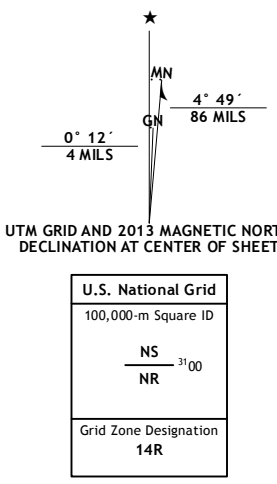 ★
MN
GN
4° 49´
86 MILS
0° 12´
4 MILS
UTM GRID AND 2013 MAGNETIC NORT
DECLINATION AT CENTER OF SHEET
U.S. National Grid
100,000-m Square ID
NS
3100
NR
Grid Zone Designation
14R